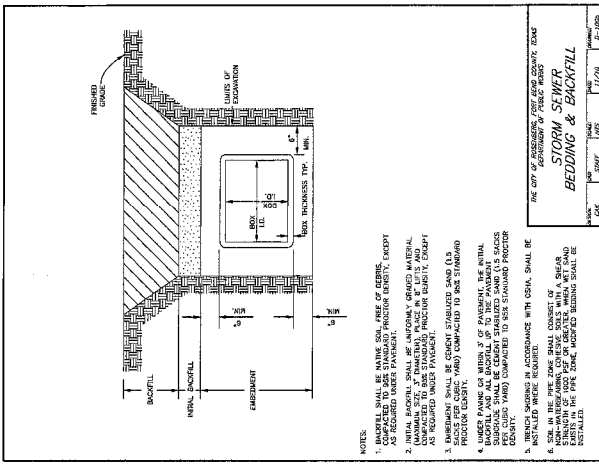 FINISHED
GRADE
LIMITS OF
EXCAVATION
BACKFILL
INITIAL BACKFILL
EMBEDMENT
6"
MIN.
BOX
I.D.
BOX
I.D.
BOX THICKNESS TYP.
6"
MIN.
6"
MIN.
NOTES:
1. BACKFILL SHALL BE NATIVE SOIL, FREE OF DEBRIS,
COMPACTED TO 95% STANDARD PROCTOR DENSITY, EXCEPT
AS REQUIRED UNDER PAVEMENT.
2. INITIAL BACKFILL SHALL BE UNIFORMLY GRADED MATERIAL
(MAXIMUM SIZE, 3" DIAMETER), PLACE IN 8" LIFTS AND
COMPACTED TO 95% STANDARD PROCTOR DENSITY, EXCEPT
AS REQUIRED UNDER PAVEMENT.
3. EMBEDMENT SHALL BE CEMENT STABILIZED SAND (1.5
SACKS PER CUBIC YARD) COMPACTED TO 95% STANDARD
PROCTOR DENSITY.
4. UNDER PAVING OR WITHIN 3' OF PAVEMENT, THE INITIAL
BACKFILL AND ALL BACKFILL UP TO THE PAVEMENT
SUBGRADE SHALL BE CEMENT STABILIZED SAND (1.5 SACKS
PER CUBIC YARD) COMPACTED TO 95% STANDARD PROCTOR
DENSITY.
5. TRENCH SHORING IN ACCORDANCE WITH OSHA, SHALL BE
INSTALLED WHERE REQUIRED.
6. SOIL IN THE PIPE ZONE SHALL CONSIST OF
NON-WATERBEARING, COHESIVE SOILS WITH A SHEAR
STRENGTH OF 1,000 PSF OR GREATER. WHEN WET SAND
EXISTS IN THE PIPE ZONE, MODIFIED BEDDING SHALL BE
INSTALLED.
THE CITY OF ROSENBERG, FORT BEND COUNTY, TEXAS
DEPARTMENT OF PUBLIC WORKS
STORM SEWER
BEDDING & BACKFILL
CAK STAFF NTS